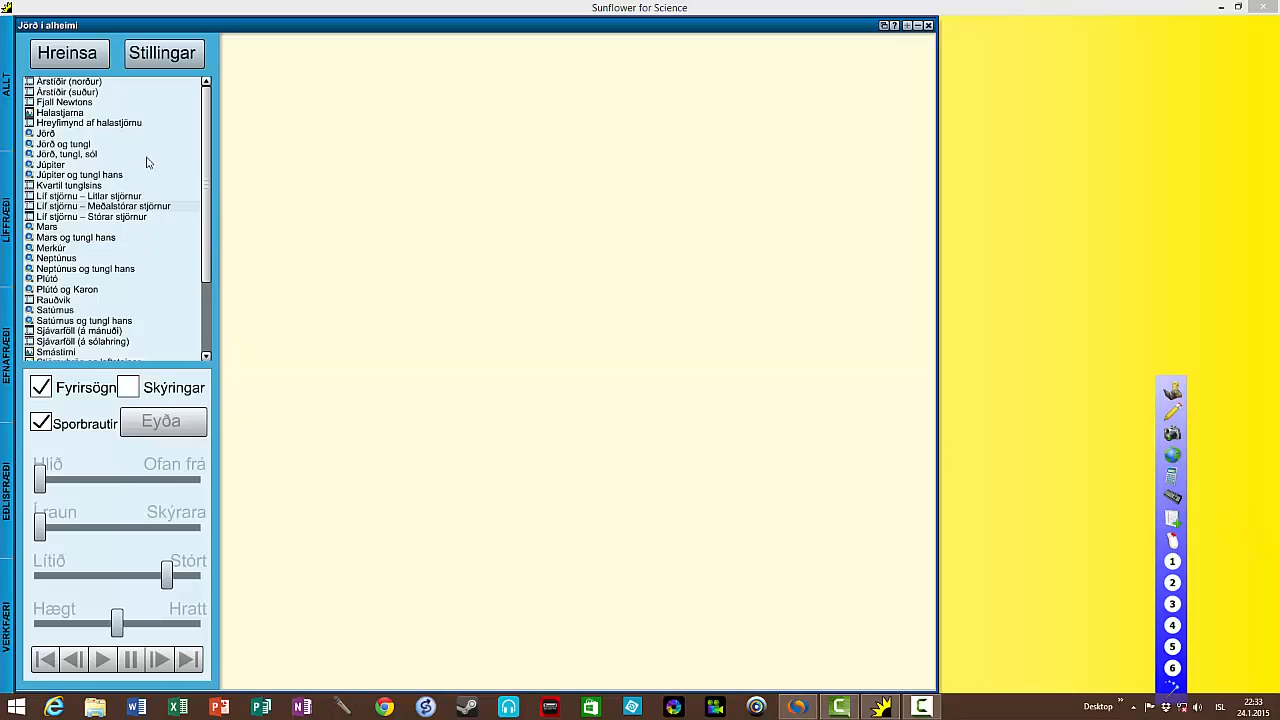 Sunflower for Science
Jörð í alheimi
Hreinsa
Stillingar
Árstíðir (norður)
Árstíðir (suður)
Fjall Newtons
Halastjarna
Hreyfimynd af halastjörnu
Jörð
Jörð og tungl
Jörð, tungl, sól
Júpíter
Júpíter og tungl hans
Kvartil tunglsins
Líf stjörnu – Litlar stjörnur
Líf stjörnu – Meðalstórar stjörnur
Líf stjörnu – Stórar stjörnur
Mars
Mars og tungl hans
Merkúr
Neptúnus
Neptúnus og tungl hans
Plútó
Plútó og Karon
Rauðvik
Satúrnus
Satúrnus og tungl hans
Sjávarföll (á mánuði)
Sjávarföll (á sólahring)
Smástirni
Fyrirsögn
Skýringar
Sporbrautir
Eyða
Hlið
Ofan frá
Í raun
Skýrara
Lítið
Stórt
Hægt
Hratt
ALLT
LÍFFRÆÐI
EFNAFRÆÐI
EÐLISFRÆÐI
VERKFÆRI
1
2
3
4
5
6
Desktop
ÍSL
22:33
24.1.2015